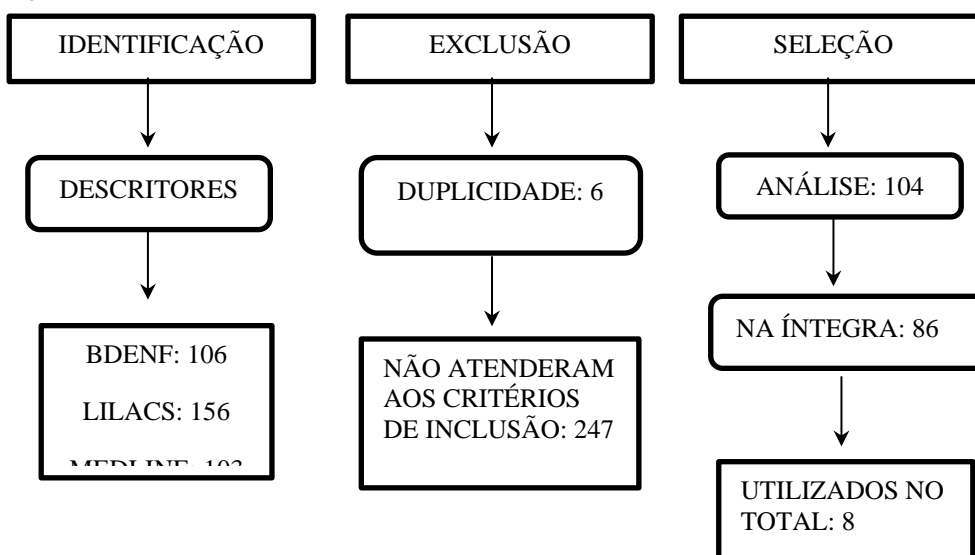 IDENTIFICAÇÃO
DESCRITORES
BDENF: 106
LILACS: 156
MEDLINE:
EXCLUSÃO
DUPLICIDADE: 6
NÃO ATENDERAM
AOS CRITÉRIOS
DE INCLUSÃO: 247
SELEÇÃO
ANÁLISE: 104
NA ÍNTEGRA: 86
UTILIZADOS NO
TOTAL: 8